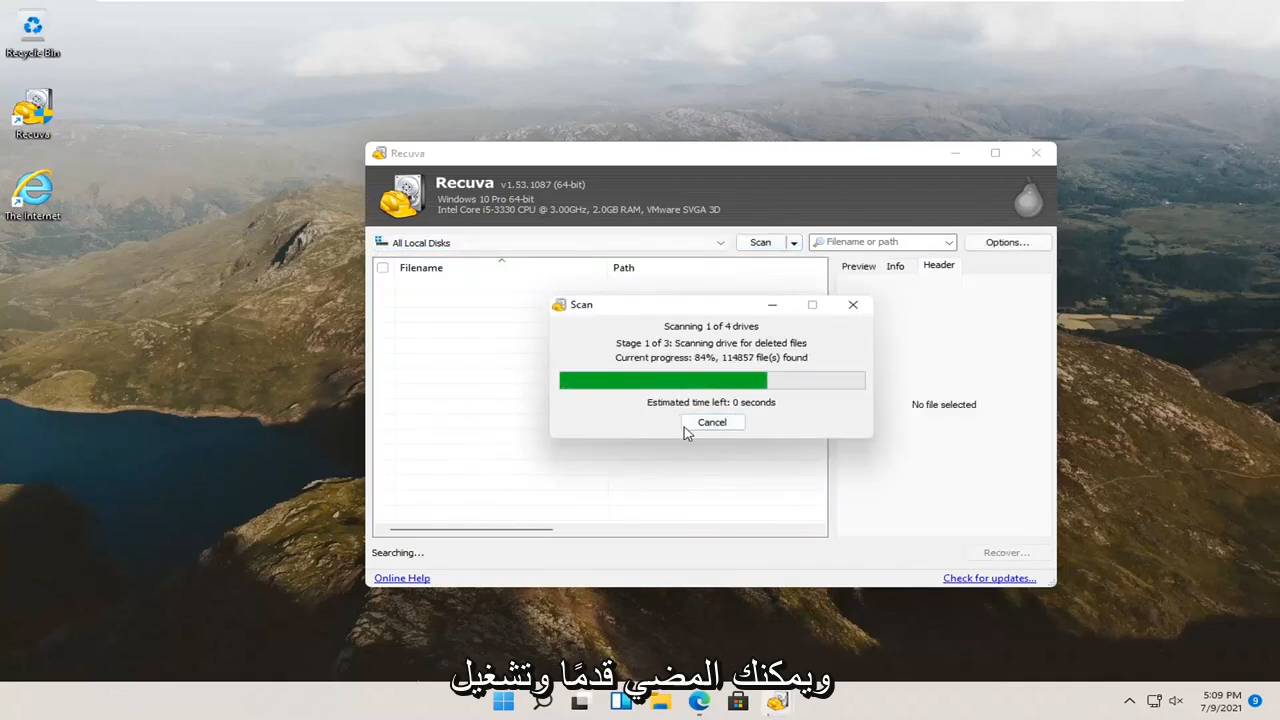 Recycle Bin
Recuva
The Internet
Recuva
Recuva v1.53.1087 (64-bit)
Windows 10 Pro 64-bit
Intel Core i5-3330 CPU @ 3.00GHz, 2.0GB RAM, VMware SVGA 3D
All Local Disks
Scan
Filename or path
Options...
Filename
Path
Preview
Info
Header
Scan
Scanning 1 of 4 drives
Stage 1 of 3: Scanning drive for deleted files
Current progress: 84%, 114857 file(s) found
Estimated time left: 0 seconds
Cancel
No file selected
Searching...
Recover...
Online Help
Check for updates...
ويمكنك المضي قدمًا وتشغيل
5:09 PM
7/9/2021
9